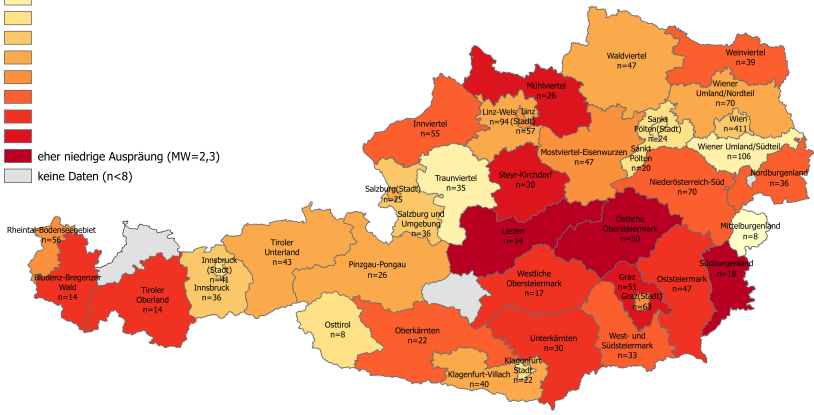 Waldviertel
n=47
Weinviertel
n=39
Mühlviertel
n=26
Wiener
Umland/Nordteil
n=70
Linz-Wels
n=94
Linz
(Stadt)
n=57
Innviertel
n=55
Sankt
Pölten(Stadt)
n=24
Wien
n=411
Wiener Umland/Südteil
n=106
Mostviertel-Eisenwurzen
n=47
Sankt
Pölten
n=20
eher niedrige Auspräung (MW=2,3)
keine Daten (n<8)
Traunviertel
n=35
Steyr-Kirchdorf
n=30
Niederösterreich-Süd
n=70
Nordburgenland
n=36
Salzburg(Stadt)
n=25
Salzburg und
Umgebung
n=36
Liezen
n=14
Östliche
Obersteiermark
n=50
Mittelburgenland
n=8
Rheintal-Bodenseegebiet
n=56
Tiroler
Unterland
n=43
Innsbruck
(Stadt)
n=41
Innsbruck
n=36
Pinzgau-Pongau
n=26
Südburgenland
n=18
Bludenz-Bregenzer
Wald
n=14
Tiroler
Oberland
n=14
Westliche
Obersteiermark
n=17
Graz
n=51
Graz(Stadt)
n=63
Oststeiermark
n=47
Osttirol
n=8
Oberkärnten
n=22
Unterkärnten
n=30
West- und
Südsteiermark
n=33
Klagenfurt
Stadt
n=22
Klagenfurt-Villach
n=40